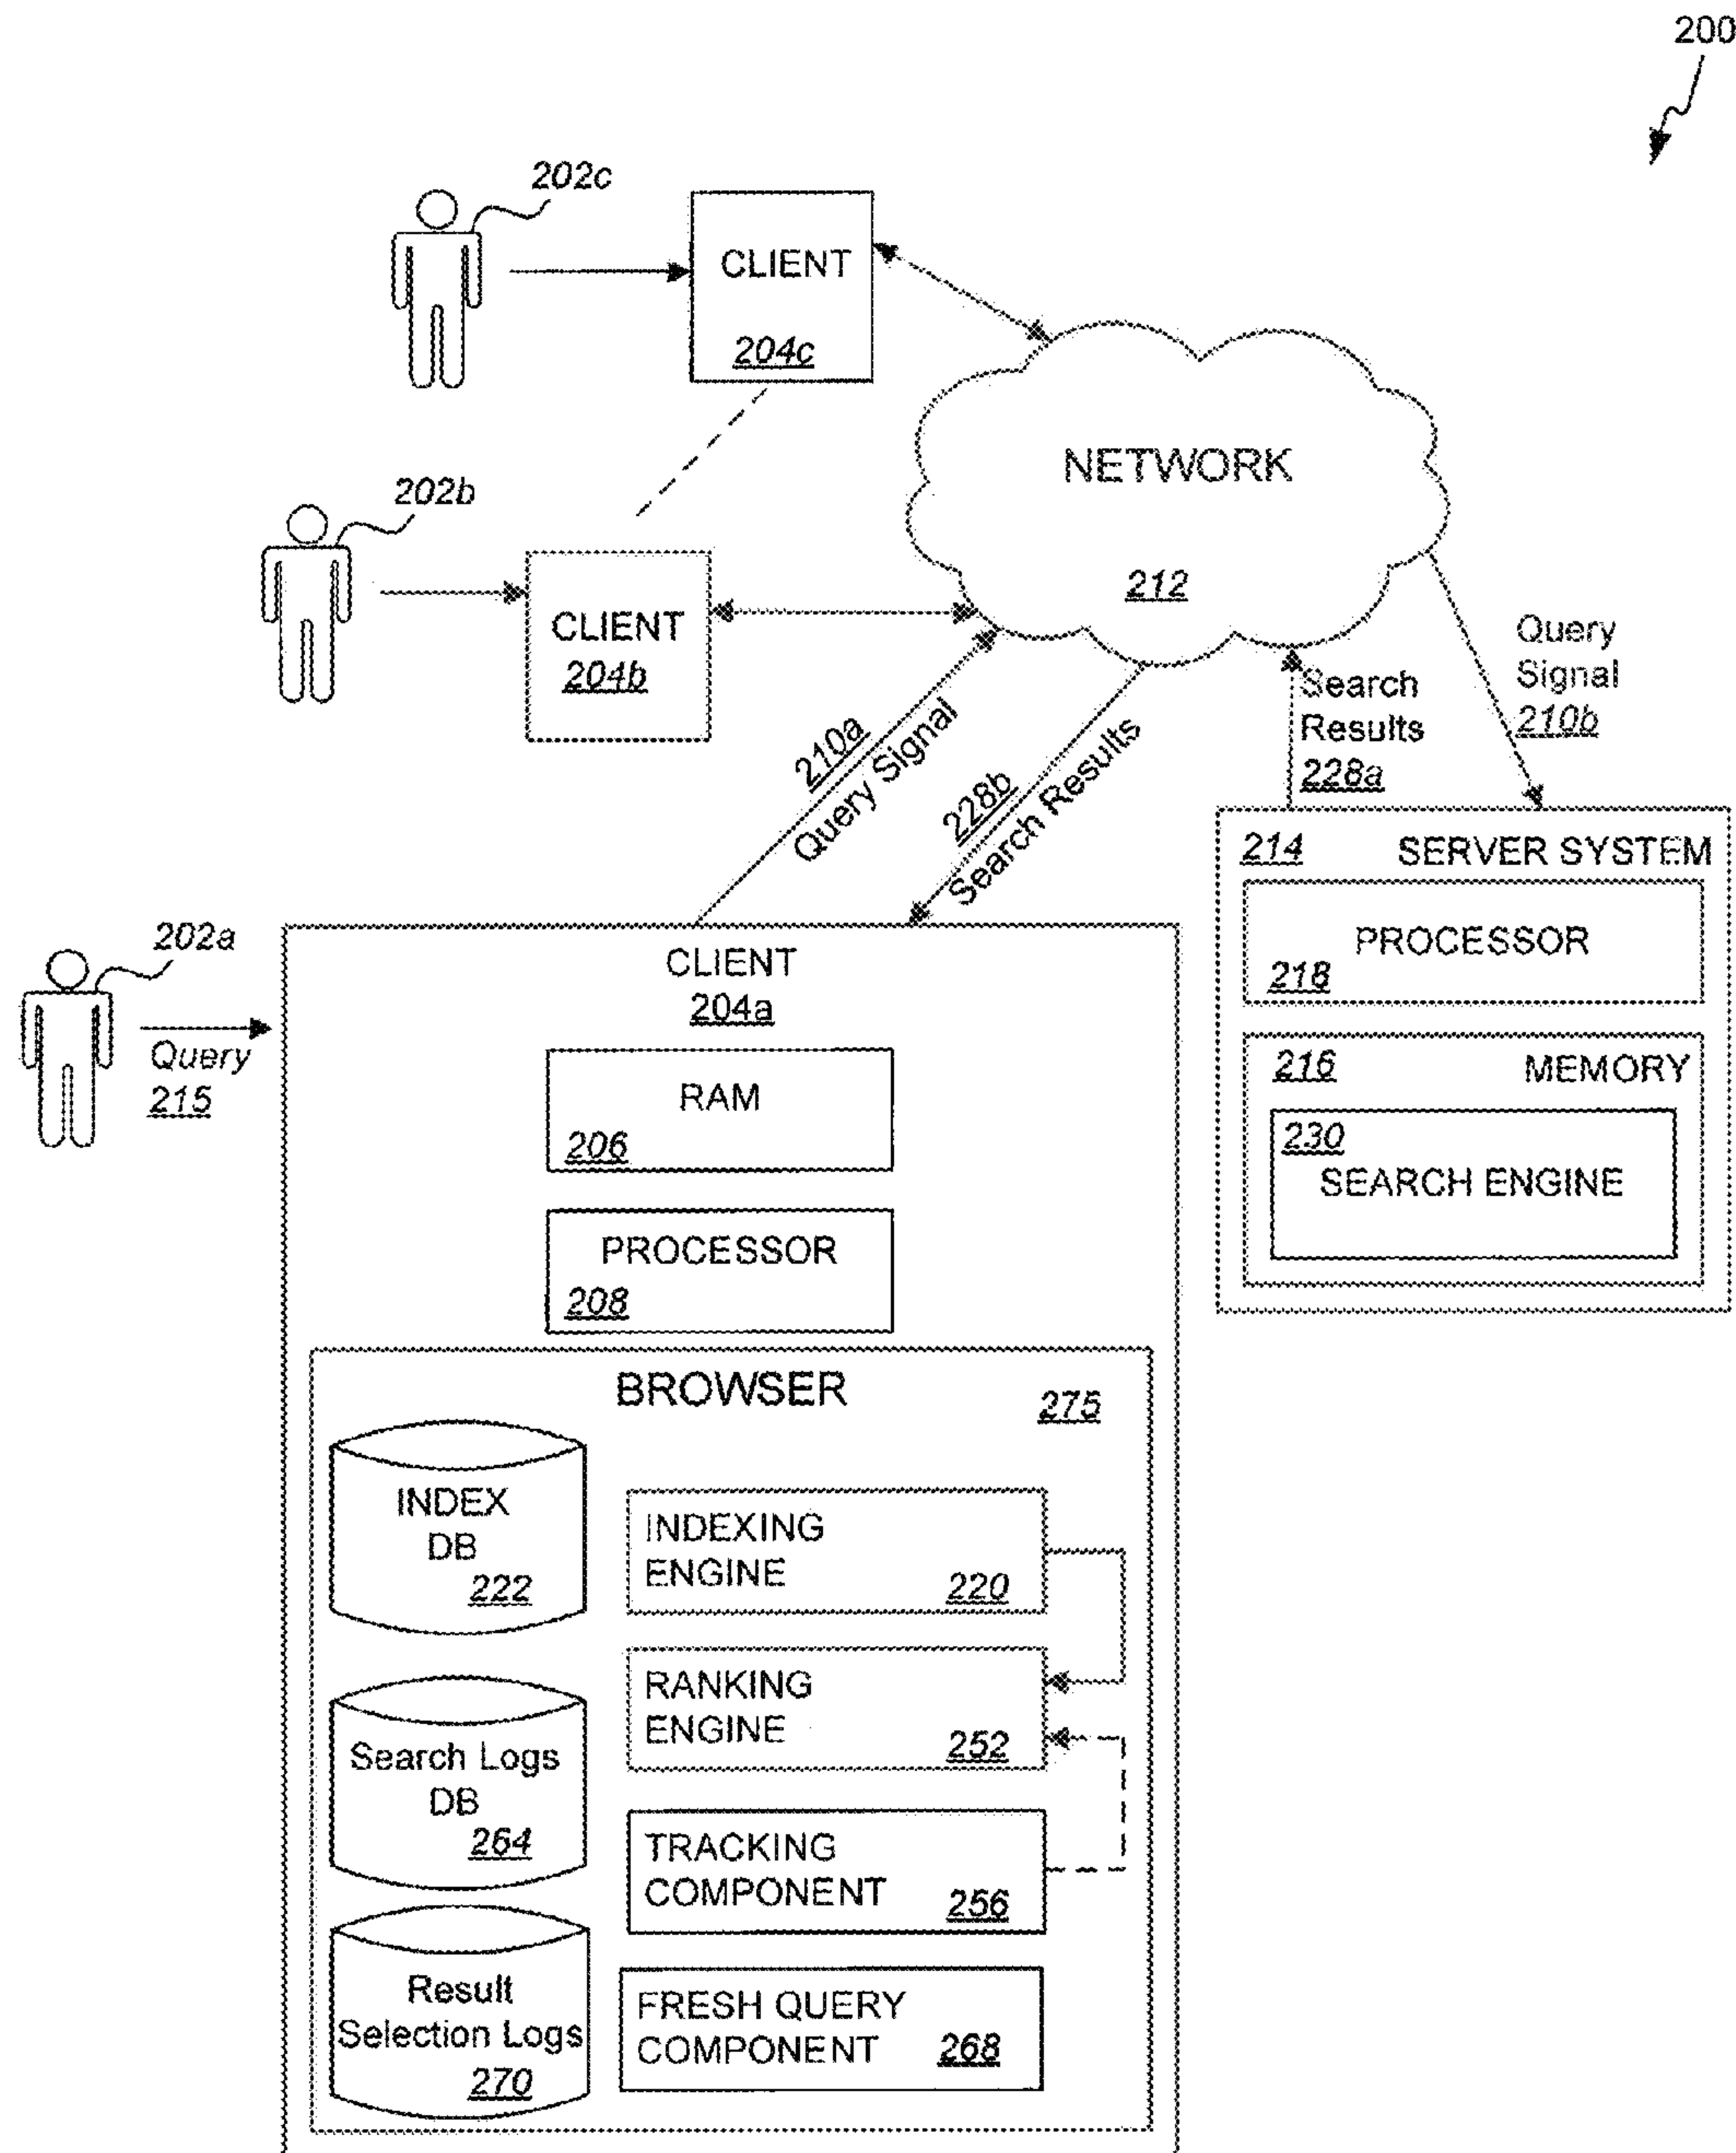 200
202c
CLIENT
204c
NETWORK
212
202b
CLIENT
204b
210a
Query Signal
228b
Search Results
Search
Results
228a
Query
Signal
210b
214 SERVER SYSTEM
PROCESSOR
218
216 MEMORY
230
SEARCH ENGINE
202a
Query
215
CLIENT
204a
RAM
206
PROCESSOR
208
BROWSER
275
INDEX
DB
222
INDEXING
ENGINE
220
RANKING
ENGINE
252
Search Logs
DB
264
TRACKING
COMPONENT
256
Result
Selection Logs
270
FRESH QUERY
COMPONENT
268